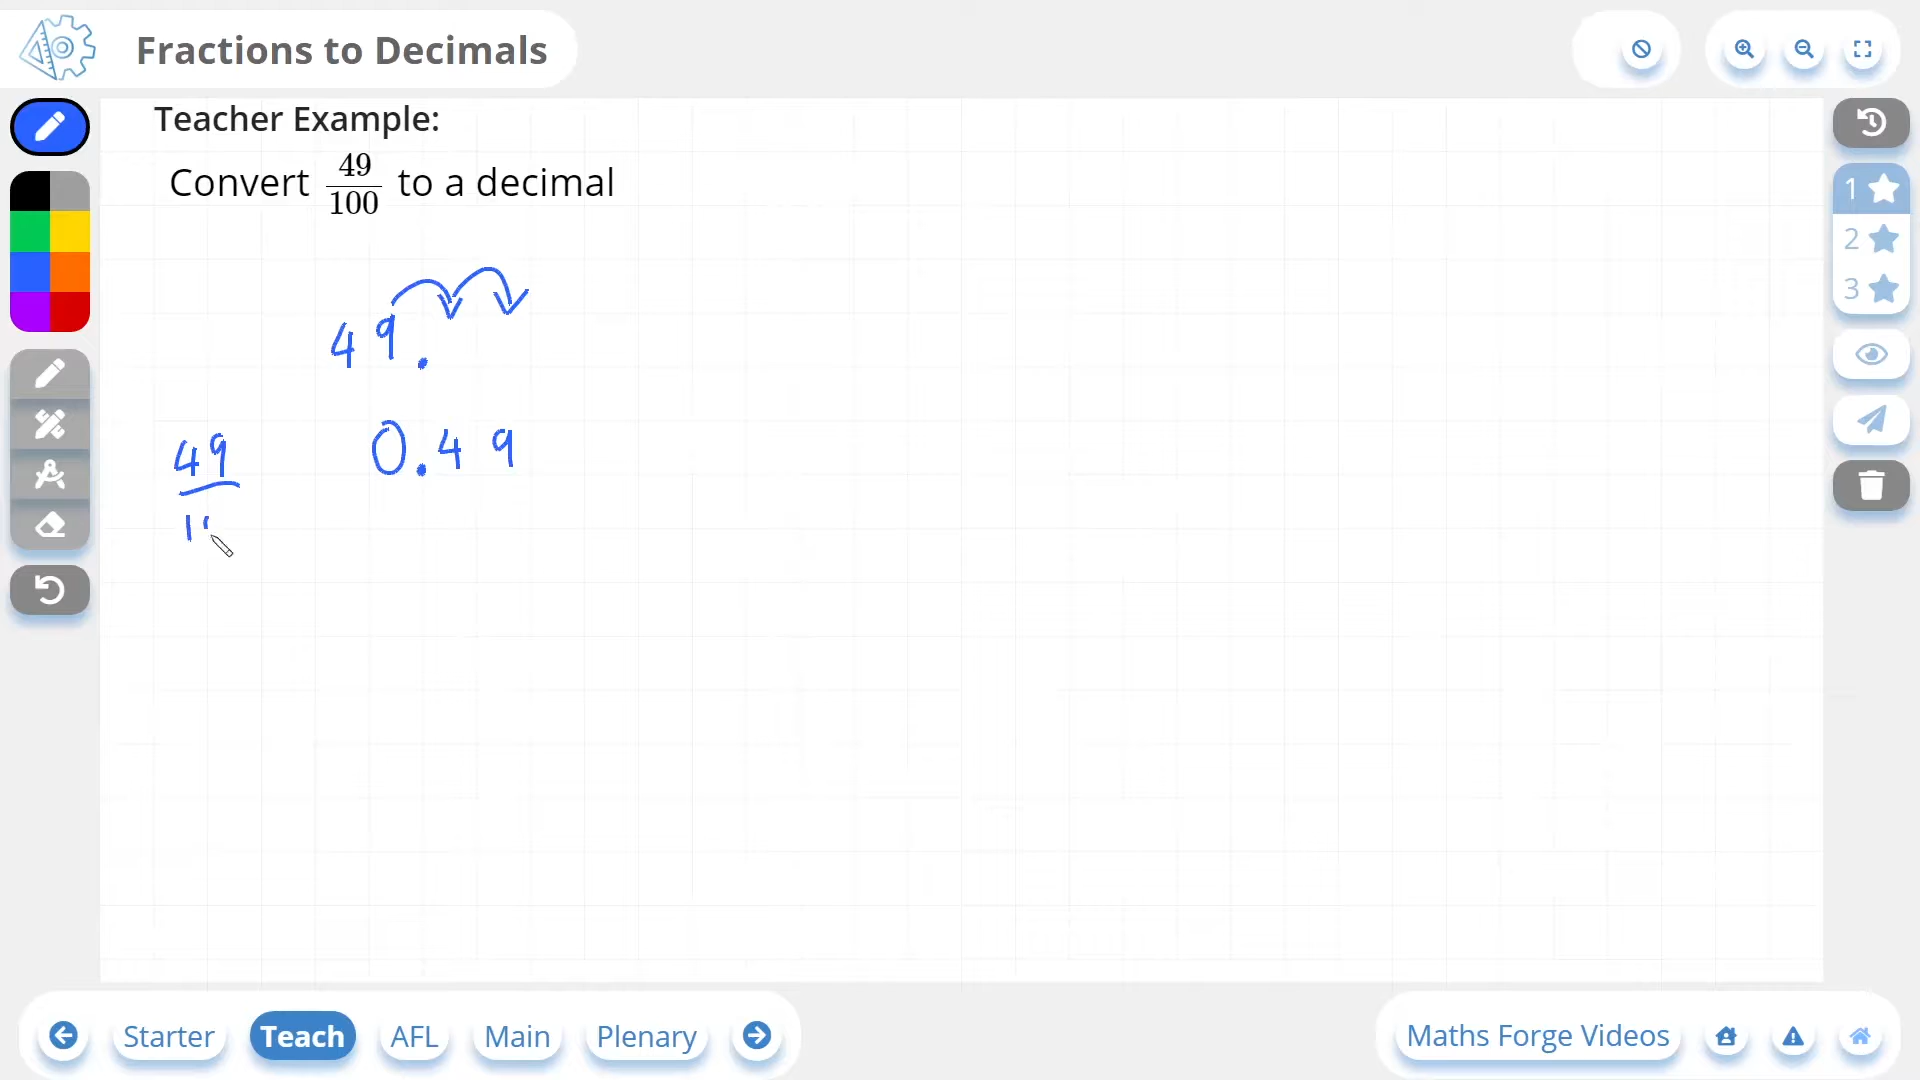 Fractions to Decimals
Teacher Example:
Convert 49/100 to a decimal
49.
0.49
49
1
1
2
3
Starter
Teach
AFL
Main
Plenary
Maths Forge Videos